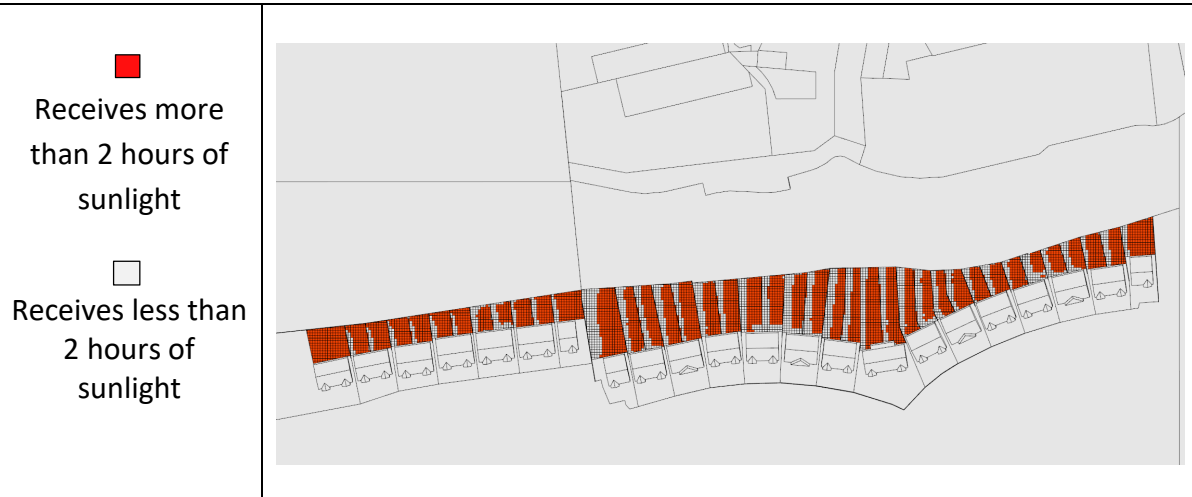 Receives more
than 2 hours of
sunlight
Receives less than
2 hours of
sunlight